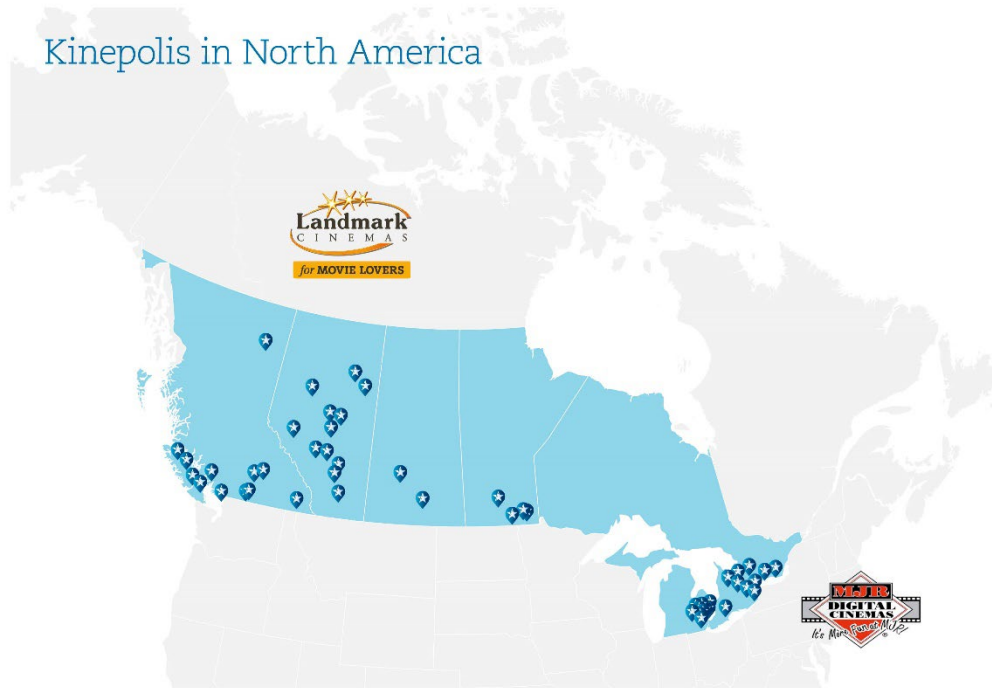 Kinepolis in North America
Landmark
CINEMAS
for MOVIE LOVERS
MJR
DIGITAL
CINEMAS
It's More Fun at MJR!